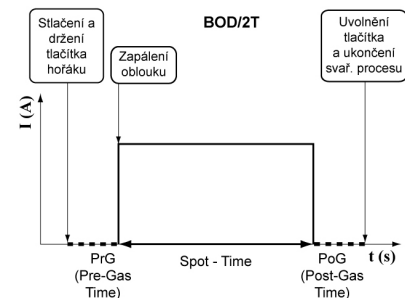 BOD/2T
Stlačení a
držení
tlačítka
hořáku
Zapálení
oblouku
Uvolnění
tlačítka
a ukončení
svař. procesu
I (A)
PrG
(Pre-Gas
Time)
Spot - Time
PoG
(Post-Gas
Time)
t (s)